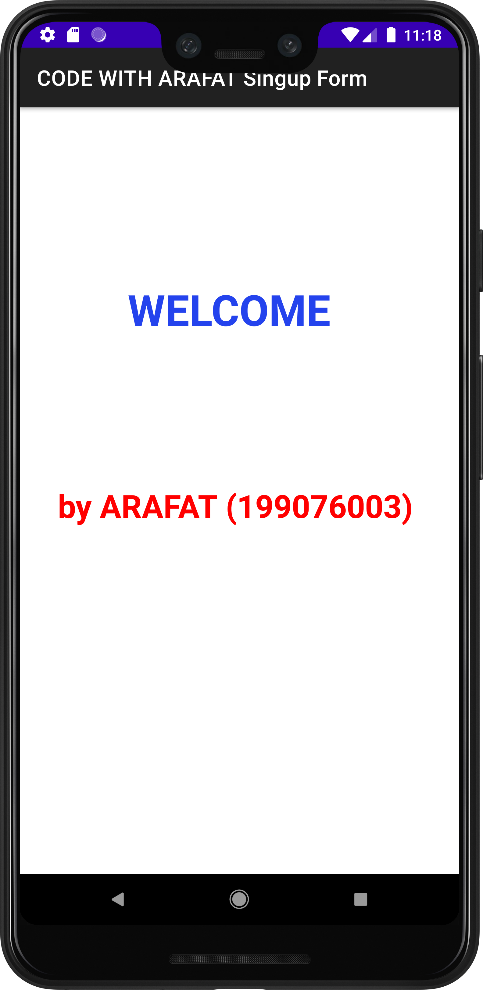 11:18
CODE WITH ARAFAT Singup Form
WELCOME
by ARAFAT (199076003)